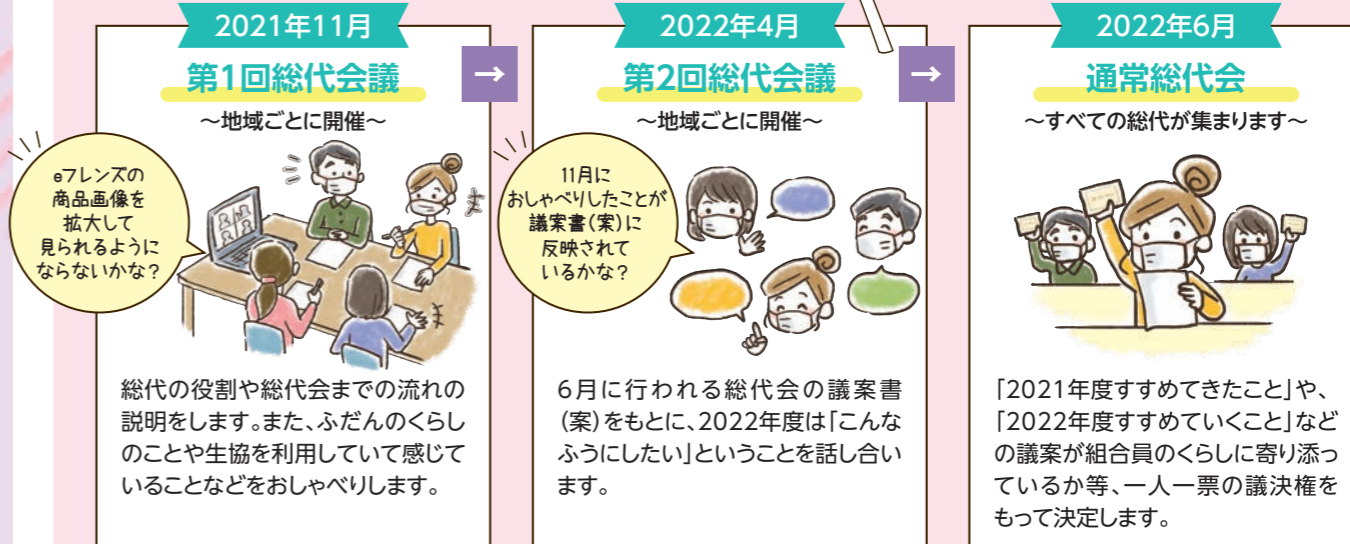 2021年11月
第1回総代会議
～地域ごとに開催～
eフレンズの
商品画像を
拡大して
見られるように
ならないかな？
総代の役割や総代会までの流れの
説明をします。また、ふだんのくらし
のことや生協を利用していて感じて
いることなどをおしゃべりします。
→
2022年4月
第2回総代会議
～地域ごとに開催～
11月に
おしゃべりしたことが
議案書(案)に
反映されて
いるかな？
6月に行われる総代会の議案書
(案)をもとに、2022年度は「こんな
ふうにしたい」ということを話し合い
ます。
→
2022年6月
通常総代会
～すべての総代が集まります～
「2021年度すすめてきたこと」や、
「2022年度すすめていくこと」など
の議案が組合員のくらしに寄り添っ
ているか等、一人一票の議決権を
もって決定します。